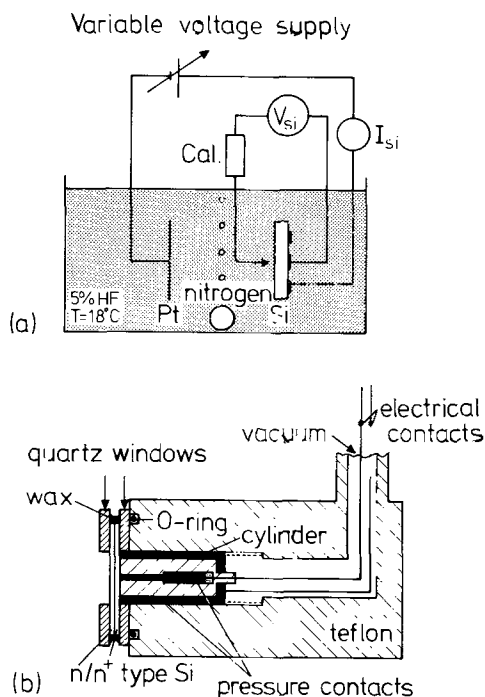 Variable voltage supply
V_si
I_si
Cal.
5% HF
T=18°C
Pt
nitrogen
Si
(a)
electrical
contacts
vacuum
quartz windows
wax
O-ring
cylinder
teflon
n/n⁺ type Si
pressure contacts
(b)